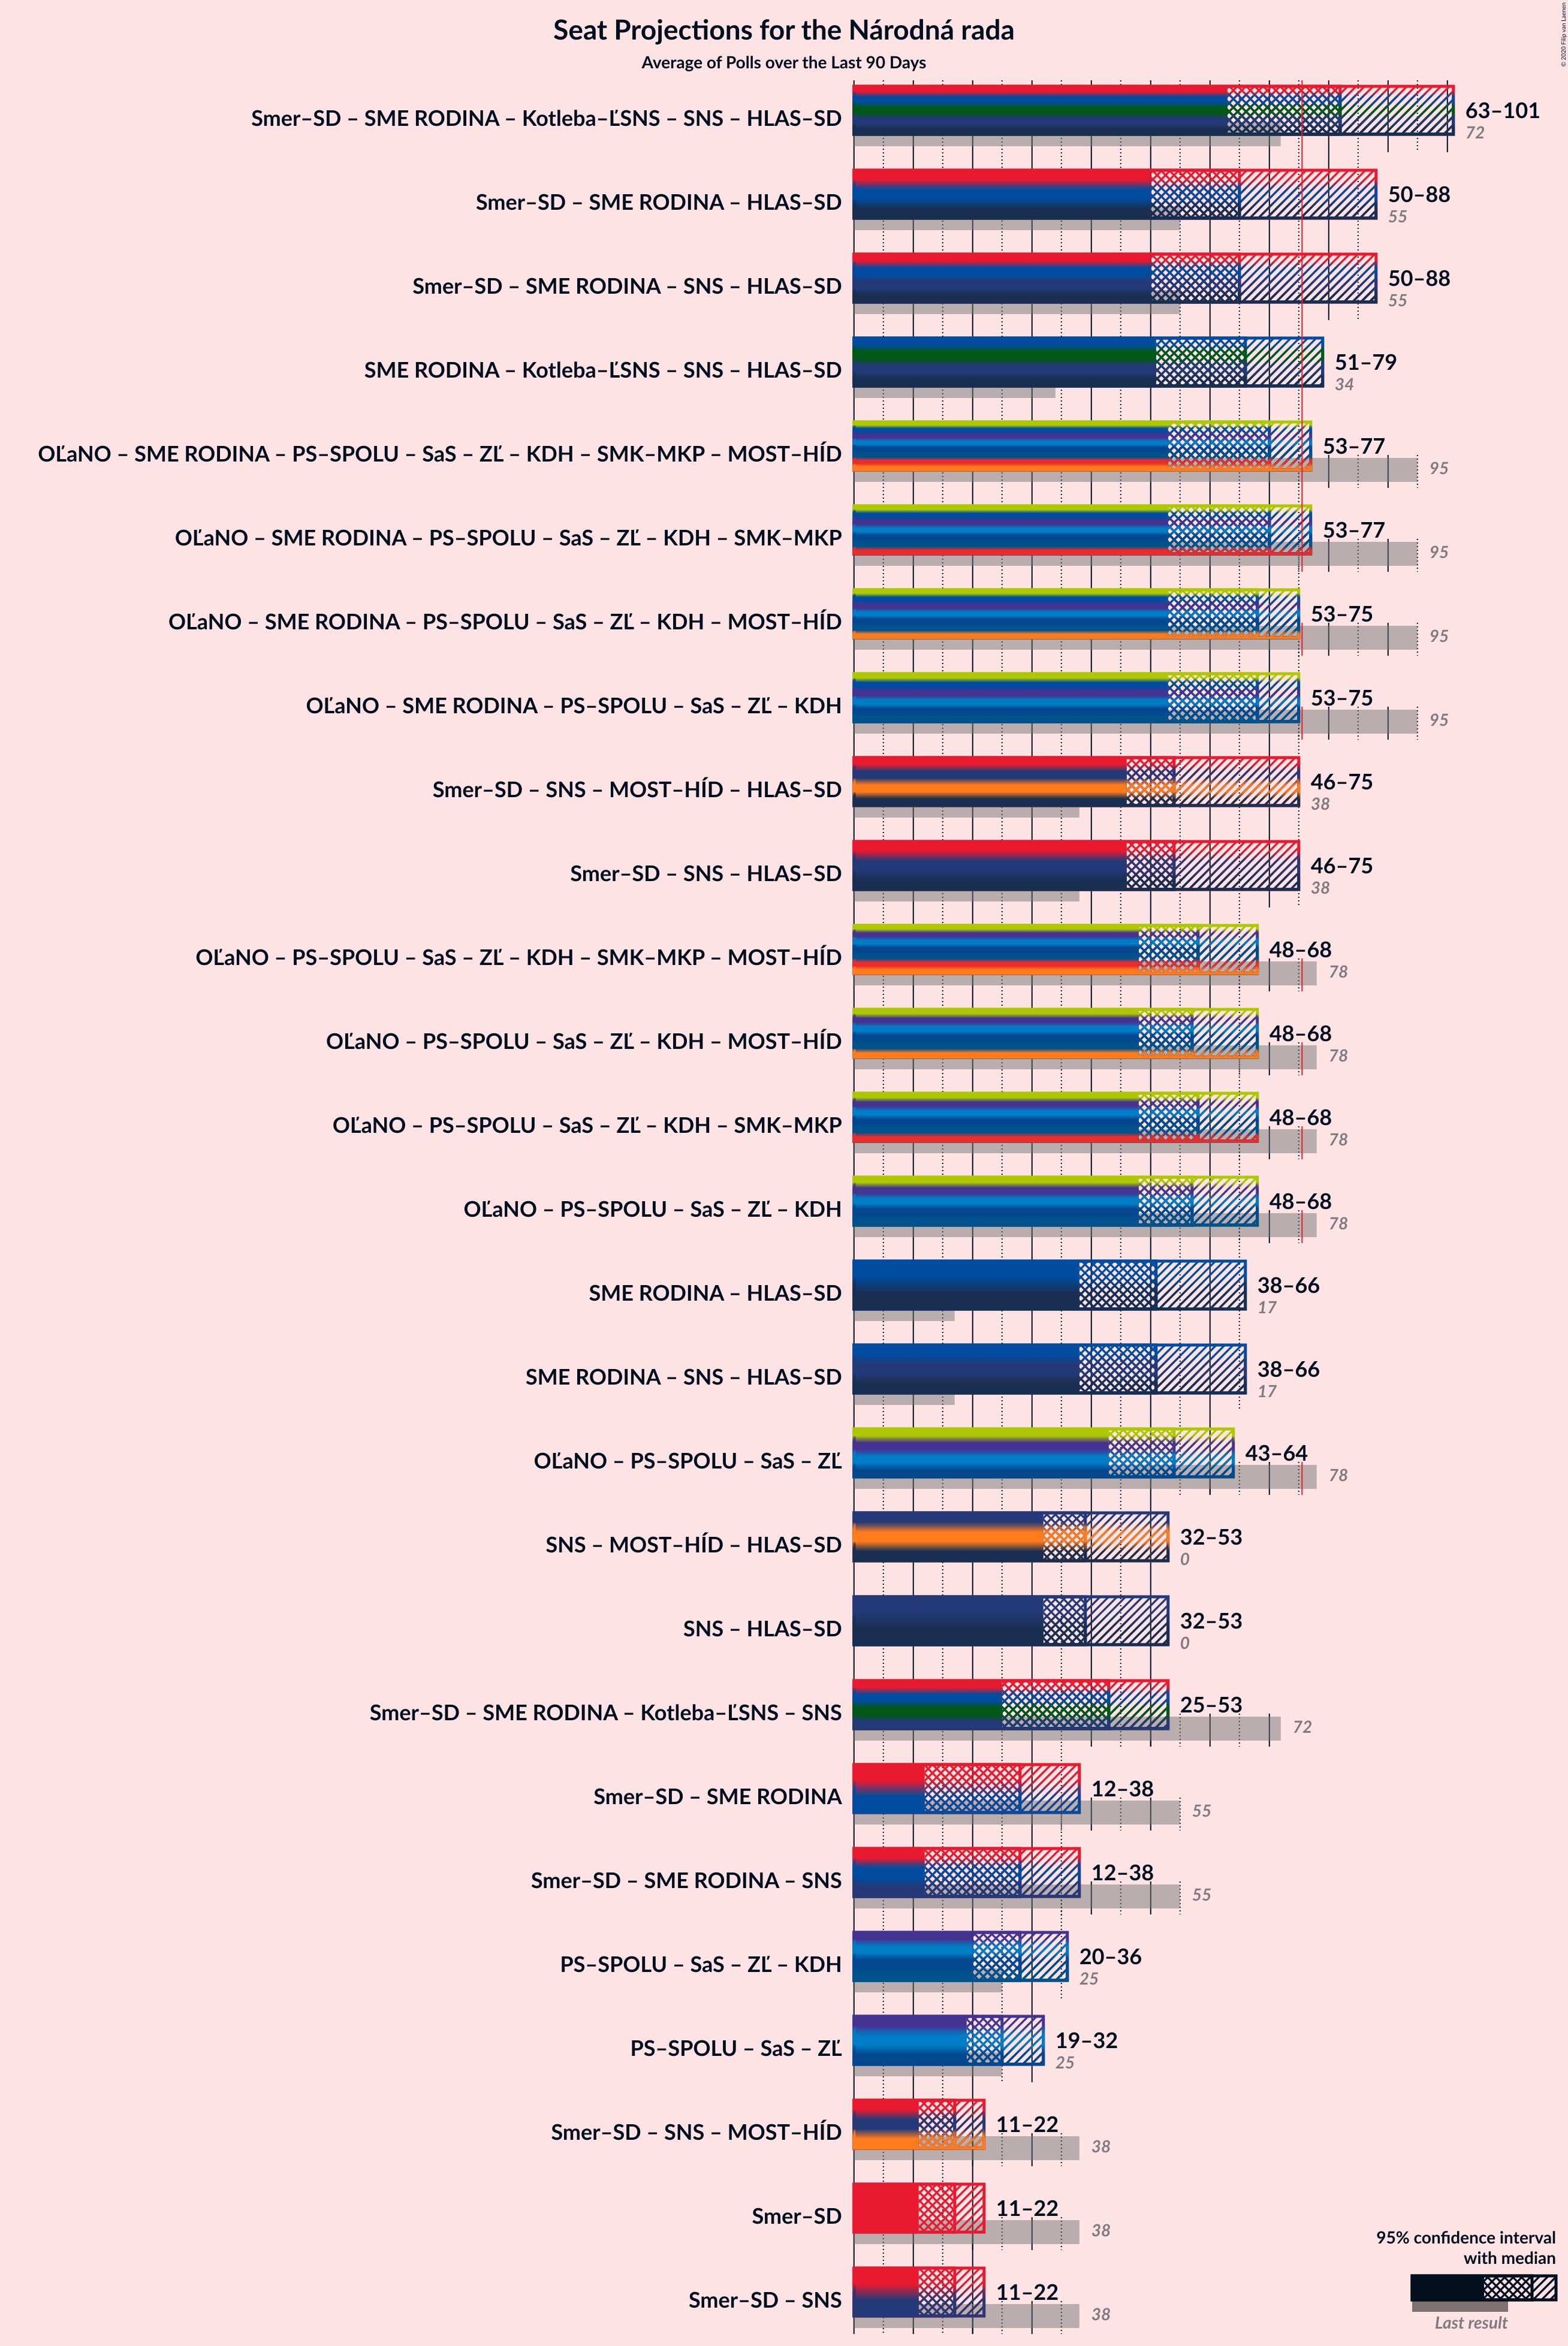 Seat Projections for the Národná rada
Average of Polls over the Last 90 Days
© 2020 Filip van Laenen
Smer–SD – SME RODINA – Kotleba–ĽSNS – SNS – HLAS–SD
63–101
72
Smer–SD – SME RODINA – HLAS–SD
50–88
55
Smer–SD – SME RODINA – SNS – HLAS–SD
50–88
55
SME RODINA – Kotleba–ĽSNS – SNS – HLAS–SD
51–79
34
OĽaNO – SME RODINA – PS–SPOLU – SaS – ZĽ – KDH – SMK–MKP – MOST–HÍD
53–77
95
OĽaNO – SME RODINA – PS–SPOLU – SaS – ZĽ – KDH – SMK–MKP
53–77
95
OĽaNO – SME RODINA – PS–SPOLU – SaS – ZĽ – KDH – MOST–HÍD
53–75
95
OĽaNO – SME RODINA – PS–SPOLU – SaS – ZĽ – KDH
53–75
95
Smer–SD – SNS – MOST–HÍD – HLAS–SD
46–75
38
Smer–SD – SNS – HLAS–SD
46–75
38
OĽaNO – PS–SPOLU – SaS – ZĽ – KDH – SMK–MKP – MOST–HÍD
48–68
78
OĽaNO – PS–SPOLU – SaS – ZĽ – KDH – MOST–HÍD
48–68
78
OĽaNO – PS–SPOLU – SaS – ZĽ – KDH – SMK–MKP
48–68
78
OĽaNO – PS–SPOLU – SaS – ZĽ – KDH
48–68
78
SME RODINA – HLAS–SD
38–66
17
SME RODINA – SNS – HLAS–SD
38–66
17
OĽaNO – PS–SPOLU – SaS – ZĽ
43–64
78
SNS – MOST–HÍD – HLAS–SD
32–53
0
SNS – HLAS–SD
32–53
0
Smer–SD – SME RODINA – Kotleba–ĽSNS – SNS
25–53
72
Smer–SD – SME RODINA
12–38
55
Smer–SD – SME RODINA – SNS
12–38
55
PS–SPOLU – SaS – ZĽ – KDH
20–36
25
PS–SPOLU – SaS – ZĽ
19–32
25
Smer–SD – SNS – MOST–HÍD
11–22
38
Smer–SD
11–22
38
Smer–SD – SNS
11–22
38
95% confidence interval
with median
Last result